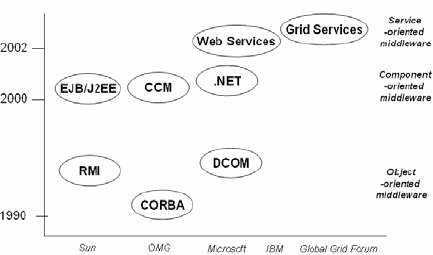 Service
-oriented
middleware
Grid Services
Web Services
2002
Component
-oriented
middleware
EJB/J2EE
CCM
.NET
2000
RMI
DCOM
Object
-oriented
middleware
CORBA
1990
Sun
OMG
Microsoft
IBM
Global Grid Forum